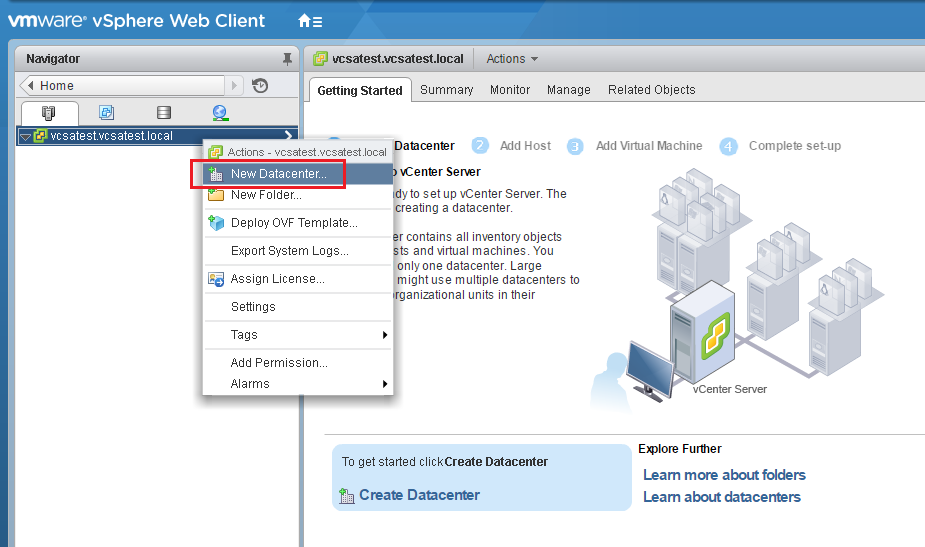 vmware® vSphere Web Client
Navigator
Home
vcsatest.vcsatest.local
Actions - vcsatest.vcsatest.local
New Datacenter...
New Folder...
Deploy OVF Template...
Export System Logs...
Assign License...
Settings
Tags
Add Permission...
Alarms
vcsatest.vcsatest.local
Actions
Getting Started
Summary
Monitor
Manage
Related Objects
Datacenter
2 Add Host
3 Add Virtual Machine
4 Complete set-up
vCenter Server
dy to set up vCenter Server. The
creating a datacenter.
er contains all inventory objects
sts and virtual machines. You
only one datacenter. Large
might use multiple datacenters to
rganizational units in their
vCenter Server
To get started click Create Datacenter
Create Datacenter
Explore Further
Learn more about folders
Learn about datacenters